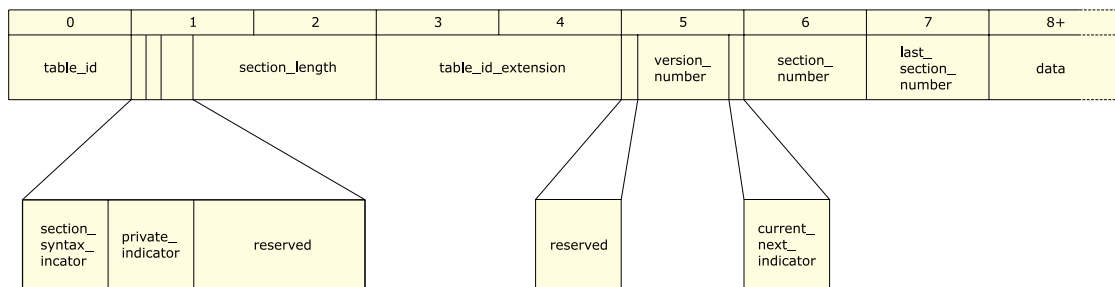 0 1 2 3 4 5 6 7 8+
table_id section_length table_id_extension version_
number section_
number last_
section_
number data
section_
syntax_
incator private_
indicator reserved reserved current_
next_
indicator